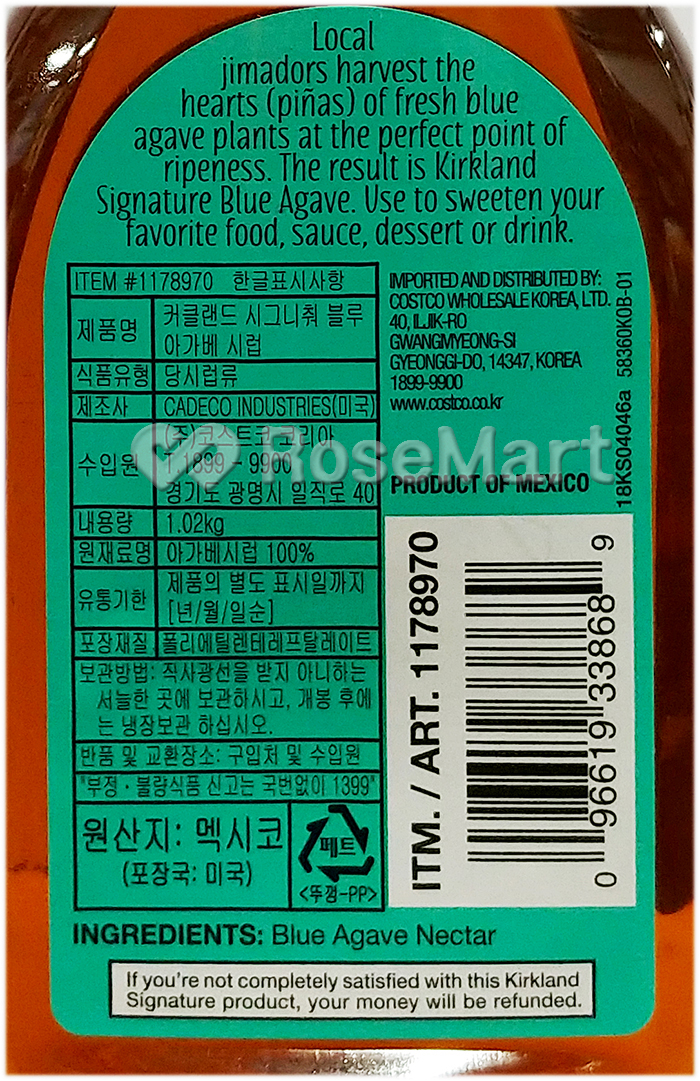 Local
jimadors harvest the
hearts (piñas) of fresh blue
agave plants at the perfect point of
ripeness. The result is Kirkland
Signature Blue Agave. Use to sweeten your
favorite food, sauce, dessert or drink.
ITEM #1178970 한글표시사항
제품명 커클랜드 시그니춰 블루
아가베 시럽
식품유형 당시럽류
제조사 CADECO INDUSTRIES(미국)
수입원 (주)코스트코 코리아
T.1899 - 9900
경기도 광명시 일직로 40
내용량 1.02kg
원재료명 아가베시럽 100%
유통기한 제품의 별도 표시일까지
[년/월/일순]
포장재질 폴리에틸렌테레프탈레이트
보관방법: 직사광선을 받지 아니하는
서늘한 곳에 보관하시고, 개봉 후에
는 냉장보관 하십시오.
반품 및 교환장소: 구입처 및 수입원
"부정·불량식품 신고는 국번없이 1399"
원산지: 멕시코
(포장국: 미국)
페트
<뚜껑-PP>
IMPORTED AND DISTRIBUTED BY:
COSTCO WHOLESALE KOREA, LTD.
40, ILJIK-RO
GWANGMYEONG-SI
GYEONGGI-DO, 14347, KOREA
1899-9900
www.costco.co.kr
PRODUCT OF MEXICO
18KS04046a 58360KOB-01
RoseMart
ITM. / ART. 1178970
0 96619 33868 9
INGREDIENTS: Blue Agave Nectar
If you're not completely satisfied with this Kirkland
Signature product, your money will be refunded.